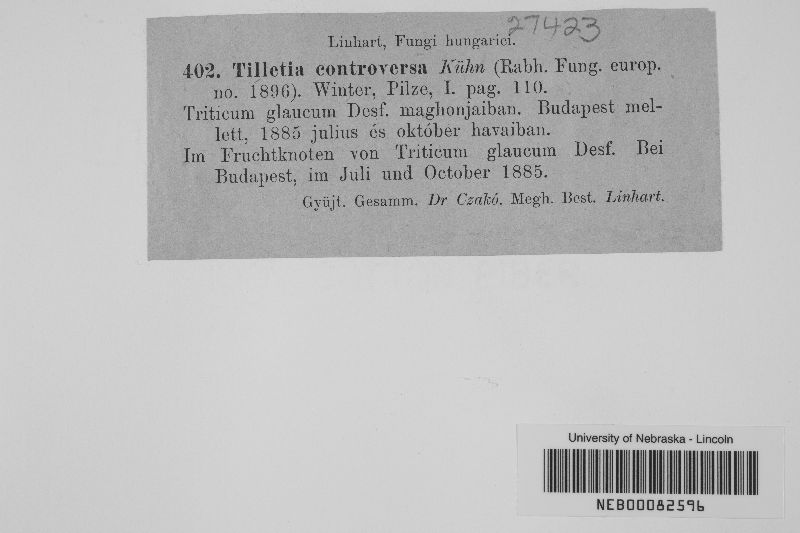 27423
Linhart, Fungi hungarici.
402. Tilletia controversa Kühn (Rabh. Fung. europ.
no. 1896). Winter, Pilze, I. pag. 110.
Triticum glaucum Desf. maghonjaiban. Budapest mel-
lett, 1885 julius és október havaiban.
Im Fruchtknoten von Triticum glaucum Desf. Bei
Budapest, im Juli und October 1885.
Gyüjt. Gesamm. Dr Czakó. Megh. Best. Linhart.
University of Nebraska - Lincoln
NEB00082596